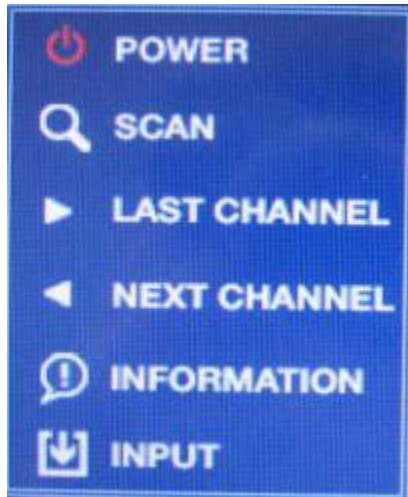 POWER
SCAN
LAST CHANNEL
NEXT CHANNEL
INFORMATION
INPUT